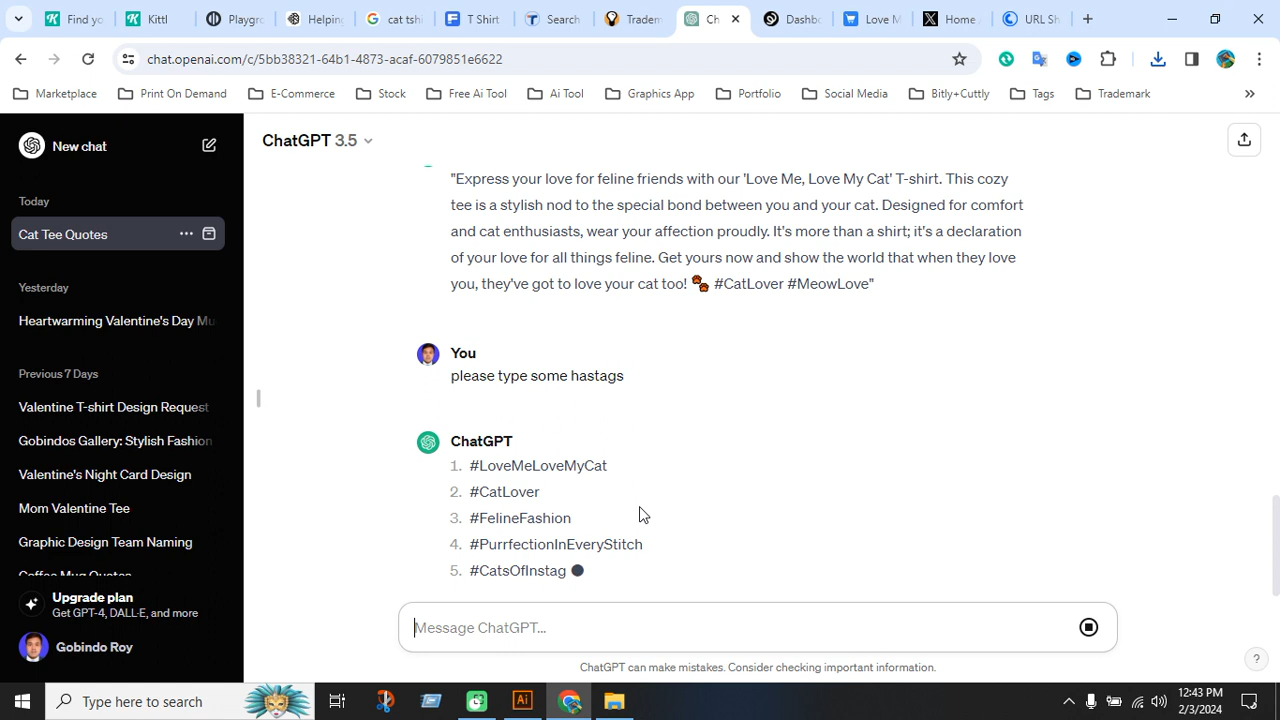 Find yo
Kittl
Playgro
Helping
cat tshi
T Shirt
Search
Tradem
Ch
Dashbo
Love M
Home
URL Sh
chat.openai.com/c/5bb38321-64b1-4873-acaf-6079851e6622
Marketplace
Print On Demand
E-Commerce
Stock
Free Ai Tool
Ai Tool
Graphics App
Portfolio
Social Media
Bitly+Cuttly
Tags
Trademark
New chat
ChatGPT 3.5
Today
Cat Tee Quotes
Yesterday
Heartwarming Valentine's Day Mu
Previous 7 Days
Valentine T-shirt Design Request
Gobindos Gallery: Stylish Fashion
Valentine's Night Card Design
Mom Valentine Tee
Graphic Design Team Naming
Coffee Mug Quotes
Upgrade plan
Get GPT-4, DALL·E, and more
Gobindo Roy
"Express your love for feline friends with our 'Love Me, Love My Cat' T-shirt. This cozy
tee is a stylish nod to the special bond between you and your cat. Designed for comfort
and cat enthusiasts, wear your affection proudly. It's more than a shirt; it's a declaration
of your love for all things feline. Get yours now and show the world that when they love
you, they've got to love your cat too! 🐾 #CatLover #MeowLove"
You
please type some hastags
ChatGPT
1. #LoveMeLoveMyCat
2. #CatLover
3. #FelineFashion
4. #PurrfectionInEveryStitch
5. #CatsOfInstag
Message ChatGPT...
ChatGPT can make mistakes. Consider checking important information.
?
Type here to search
Ai
12:43 PM
2/3/2024